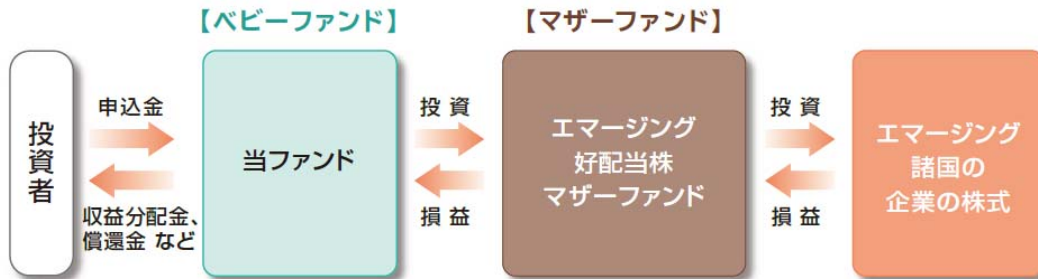 【ベビーファンド】
【マザーファンド】
投資者
申込金
収益分配金、
償還金 など
当ファンド
投 資
損 益
エマージング
好配当株
マザーファンド
投 資
損 益
エマージング
諸国の
企業の株式